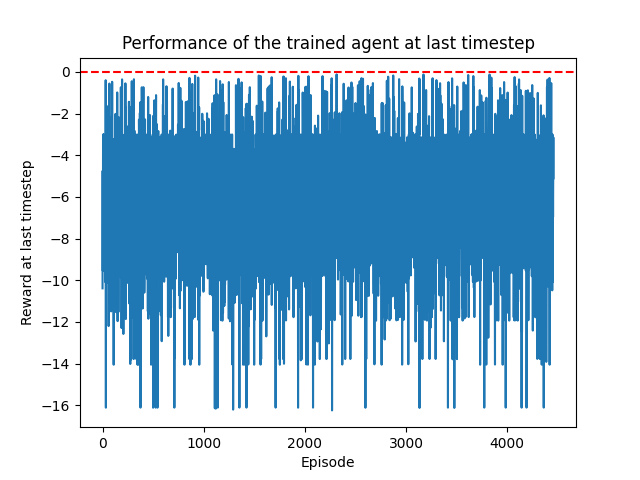 Performance of the trained agent at last timestep
0
−2
−4
−6
−8
−10
−12
−14
−16
Reward at last timestep
0 1000 2000 3000 4000
Episode